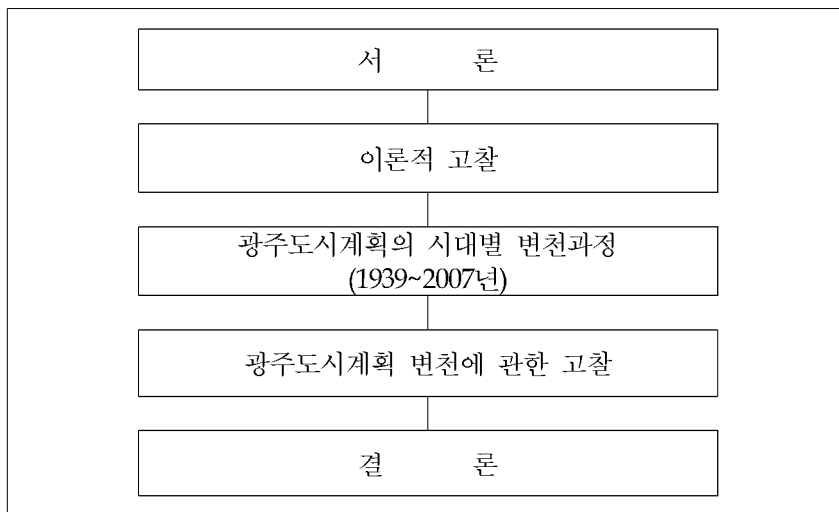 서 론
이론적 고찰
광주도시계획의 시대별 변천과정
(1939~2007년)
광주도시계획 변천에 관한 고찰
결 론